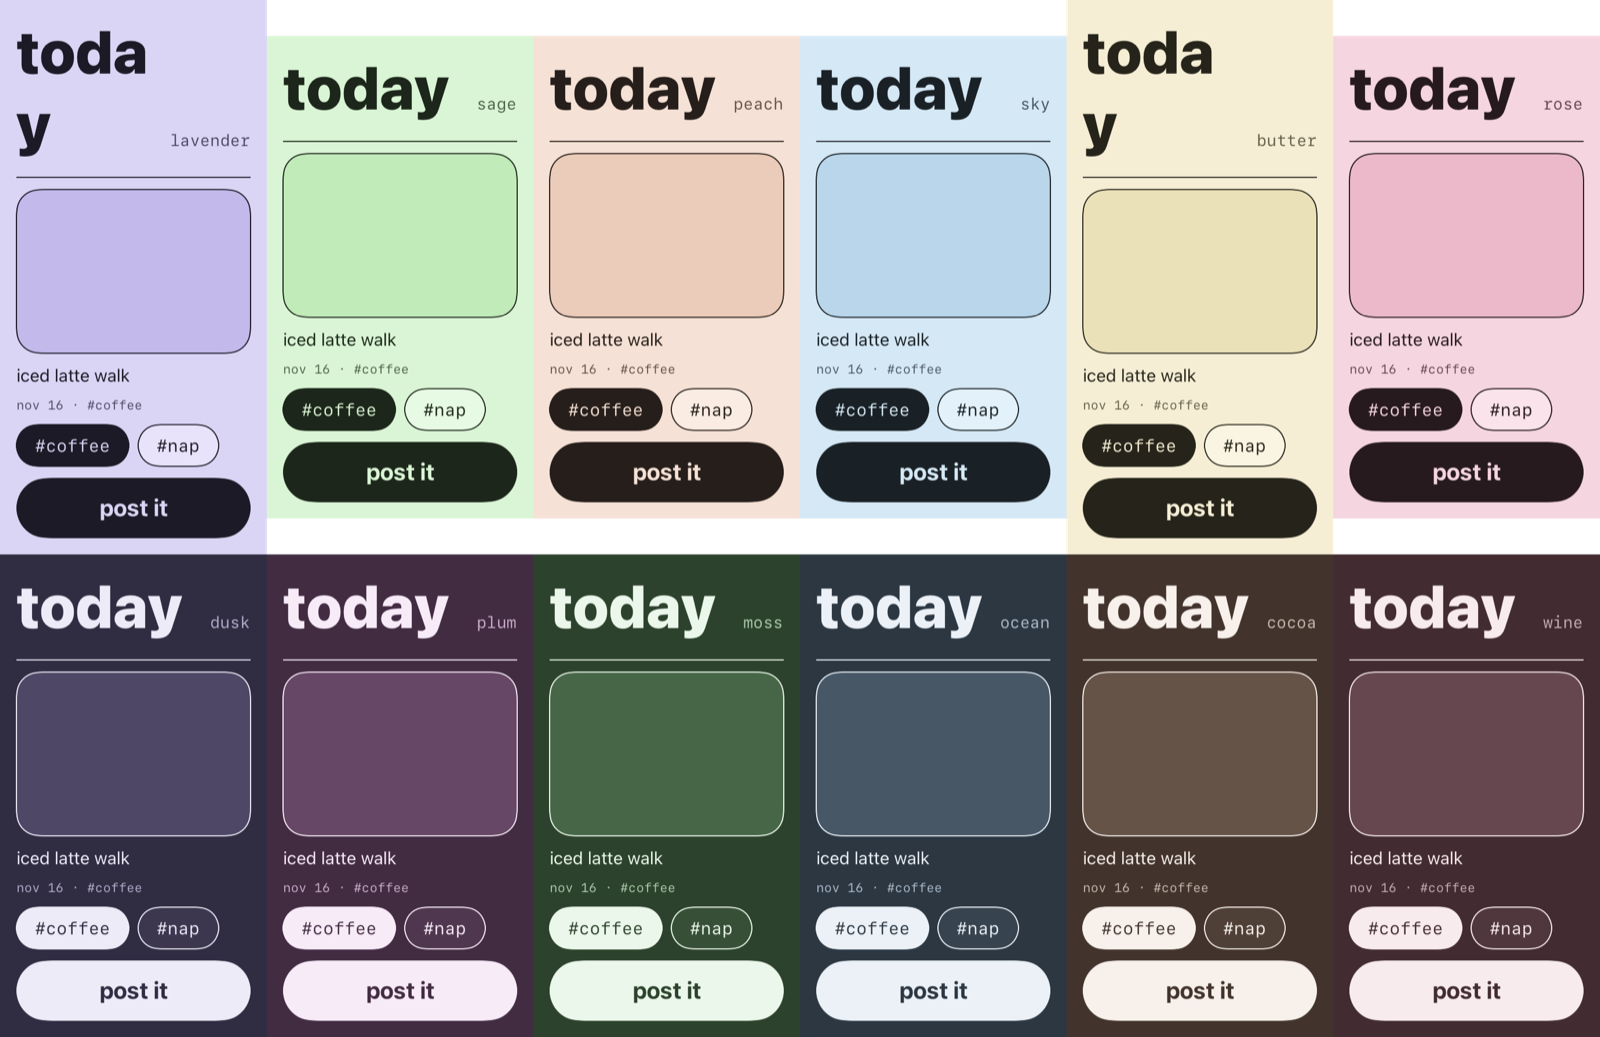 toda
y
lavender
iced latte walk
nov 16 · #coffee
#coffee #nap
post it
today sage
iced latte walk
nov 16 · #coffee
#coffee #nap
post it
today peach
iced latte walk
nov 16 · #coffee
#coffee #nap
post it
today sky
iced latte walk
nov 16 · #coffee
#coffee #nap
post it
toda
y
butter
iced latte walk
nov 16 · #coffee
#coffee #nap
post it
today rose
iced latte walk
nov 16 · #coffee
#coffee #nap
post it
today dusk
iced latte walk
nov 16 · #coffee
#coffee #nap
post it
today plum
iced latte walk
nov 16 · #coffee
#coffee #nap
post it
today moss
iced latte walk
nov 16 · #coffee
#coffee #nap
post it
today ocean
iced latte walk
nov 16 · #coffee
#coffee #nap
post it
today cocoa
iced latte walk
nov 16 · #coffee
#coffee #nap
post it
today wine
iced latte walk
nov 16 · #coffee
#coffee #nap
post it